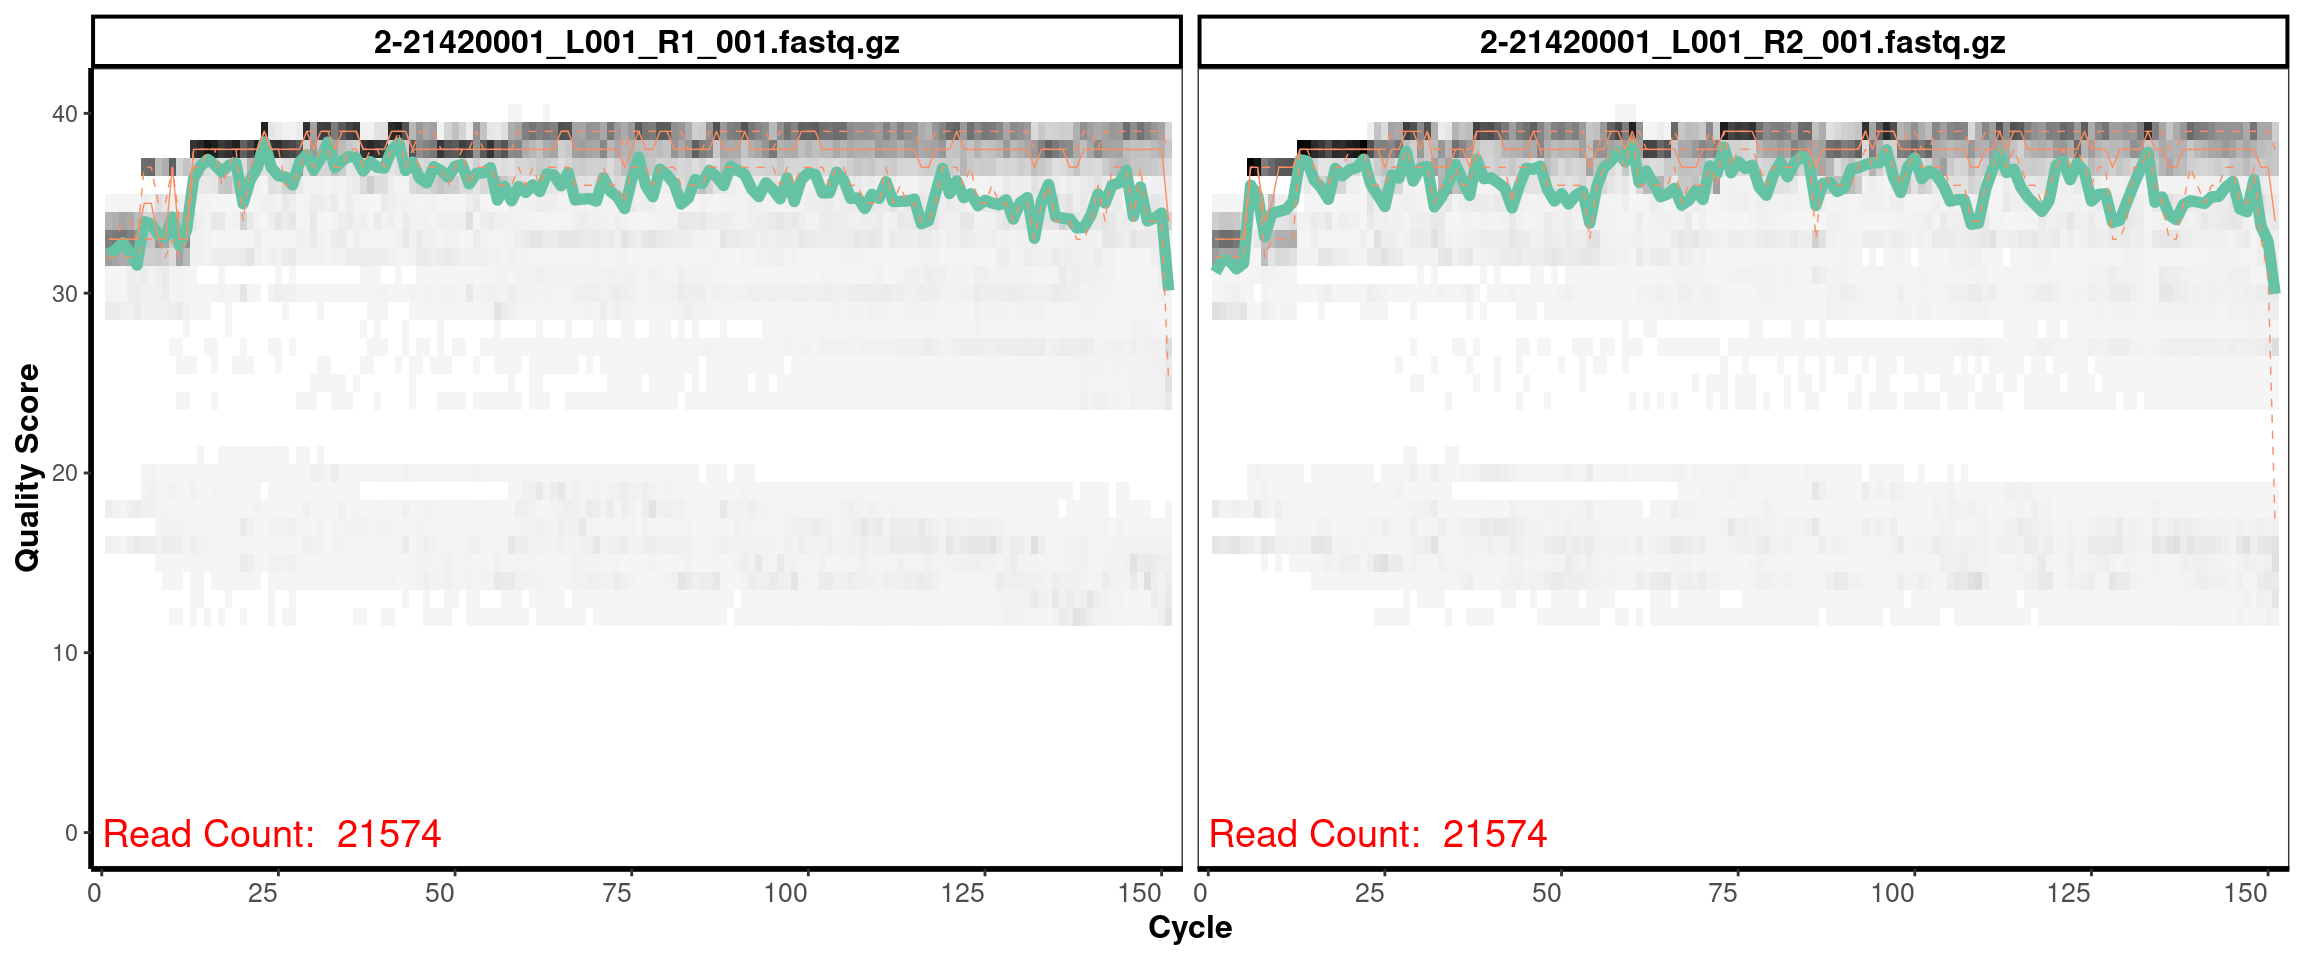 2-21420001_L001_R1_001.fastq.gz
2-21420001_L001_R2_001.fastq.gz
Quality Score
40
30
20
10
0
Read Count: 21574
Read Count: 21574
0 25 50 75 100 125 150
0 25 50 75 100 125 150
Cycle